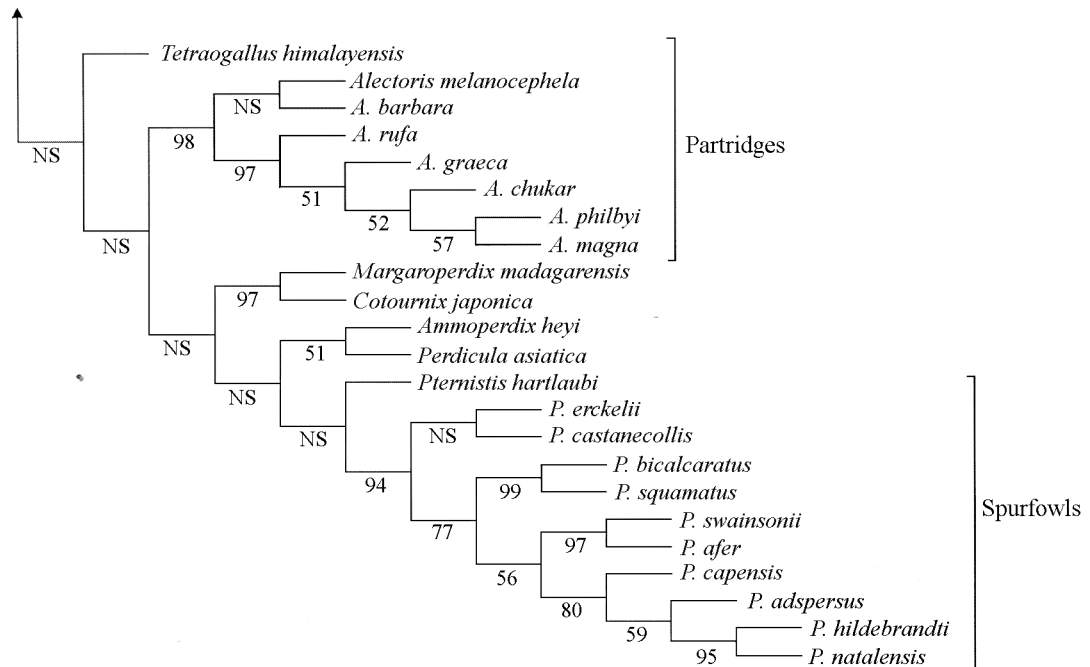 Tetraogallus himalayensis
Alectoris melanocephela
NS
A. barbara
A. rufa
98
Partridges
NS
A. graeca
97
A. chukar
51
A. philbyi
52
NS
57
A. magna
Margaroperdix madagarensis
97
Cotournix japonica
Ammoperdix heyi
NS
51
Perdicula asiatica
Pternistis hartlaubi
NS
P. erckelii
NS
NS
P. castanecollis
P. bicalcaratus
94
99
P. squamatus
Spurfowls
P. swainsonii
77
97
P. afer
P. capensis
56
P. adspersus
80
P. hildebrandti
59
95
P. natalensis